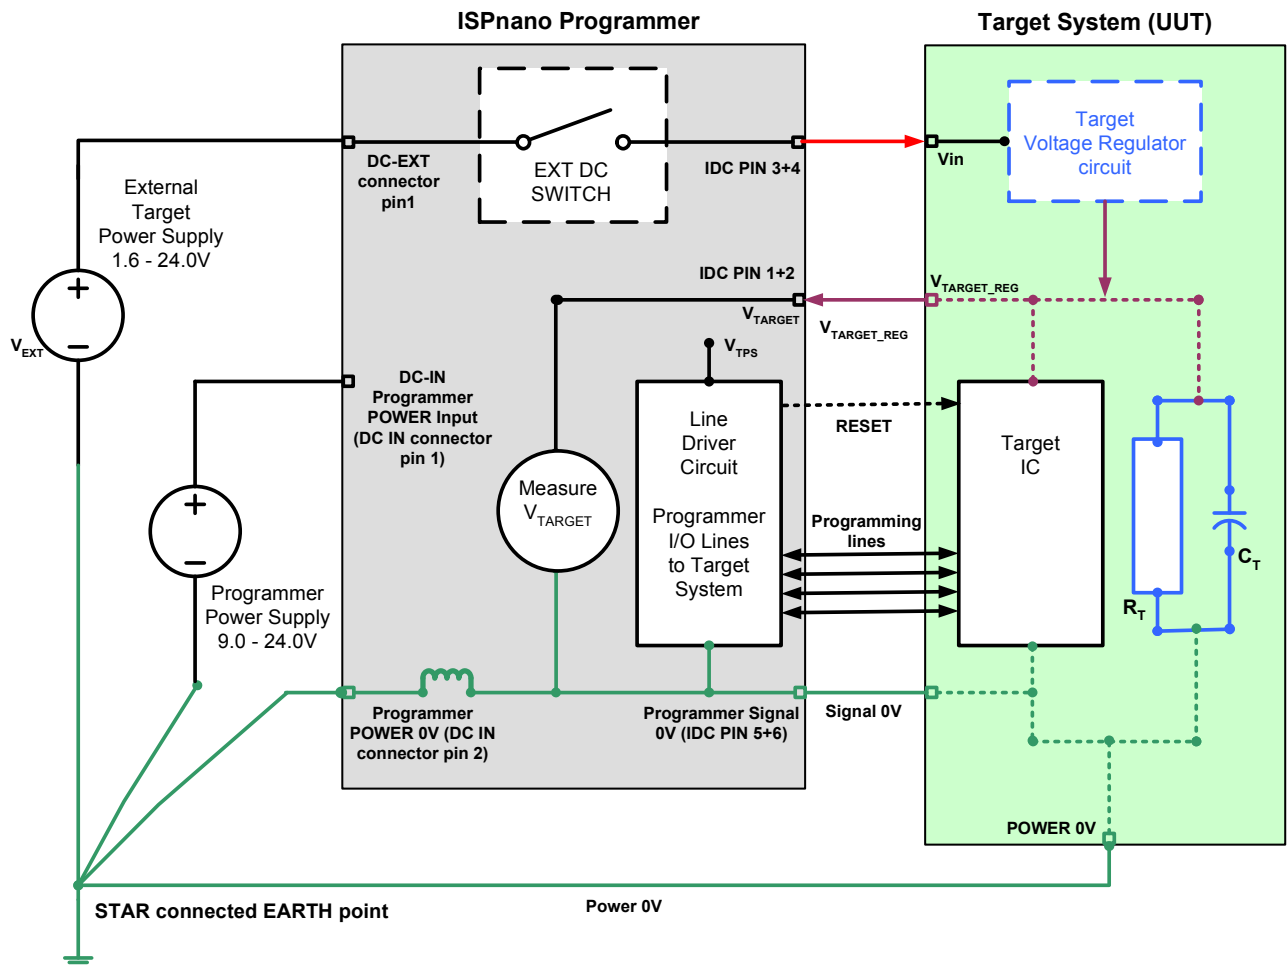 ISPnano Programmer
Target System (UUT)
DC-EXT
connector
pin1
EXT DC
SWITCH
IDC PIN 3+4
Vin
Target
Voltage Regulator
circuit
External
Target
Power Supply
1.6 - 24.0V
+
−
VEXT
IDC PIN 1+2
VTARGET
VTARGET_REG
VTARGET_REG
VTPS
DC-IN
Programmer
POWER Input
(DC IN connector
pin 1)
Line
Driver
Circuit
Programmer
I/O Lines
to Target
System
RESET
Target
IC
Measure
VTARGET
Programming
lines
RT
CT
+
−
Programmer
Power Supply
9.0 - 24.0V
Programmer
POWER 0V (DC IN
connector pin 2)
Programmer Signal
0V (IDC PIN 5+6)
Signal 0V
POWER 0V
STAR connected EARTH point
Power 0V